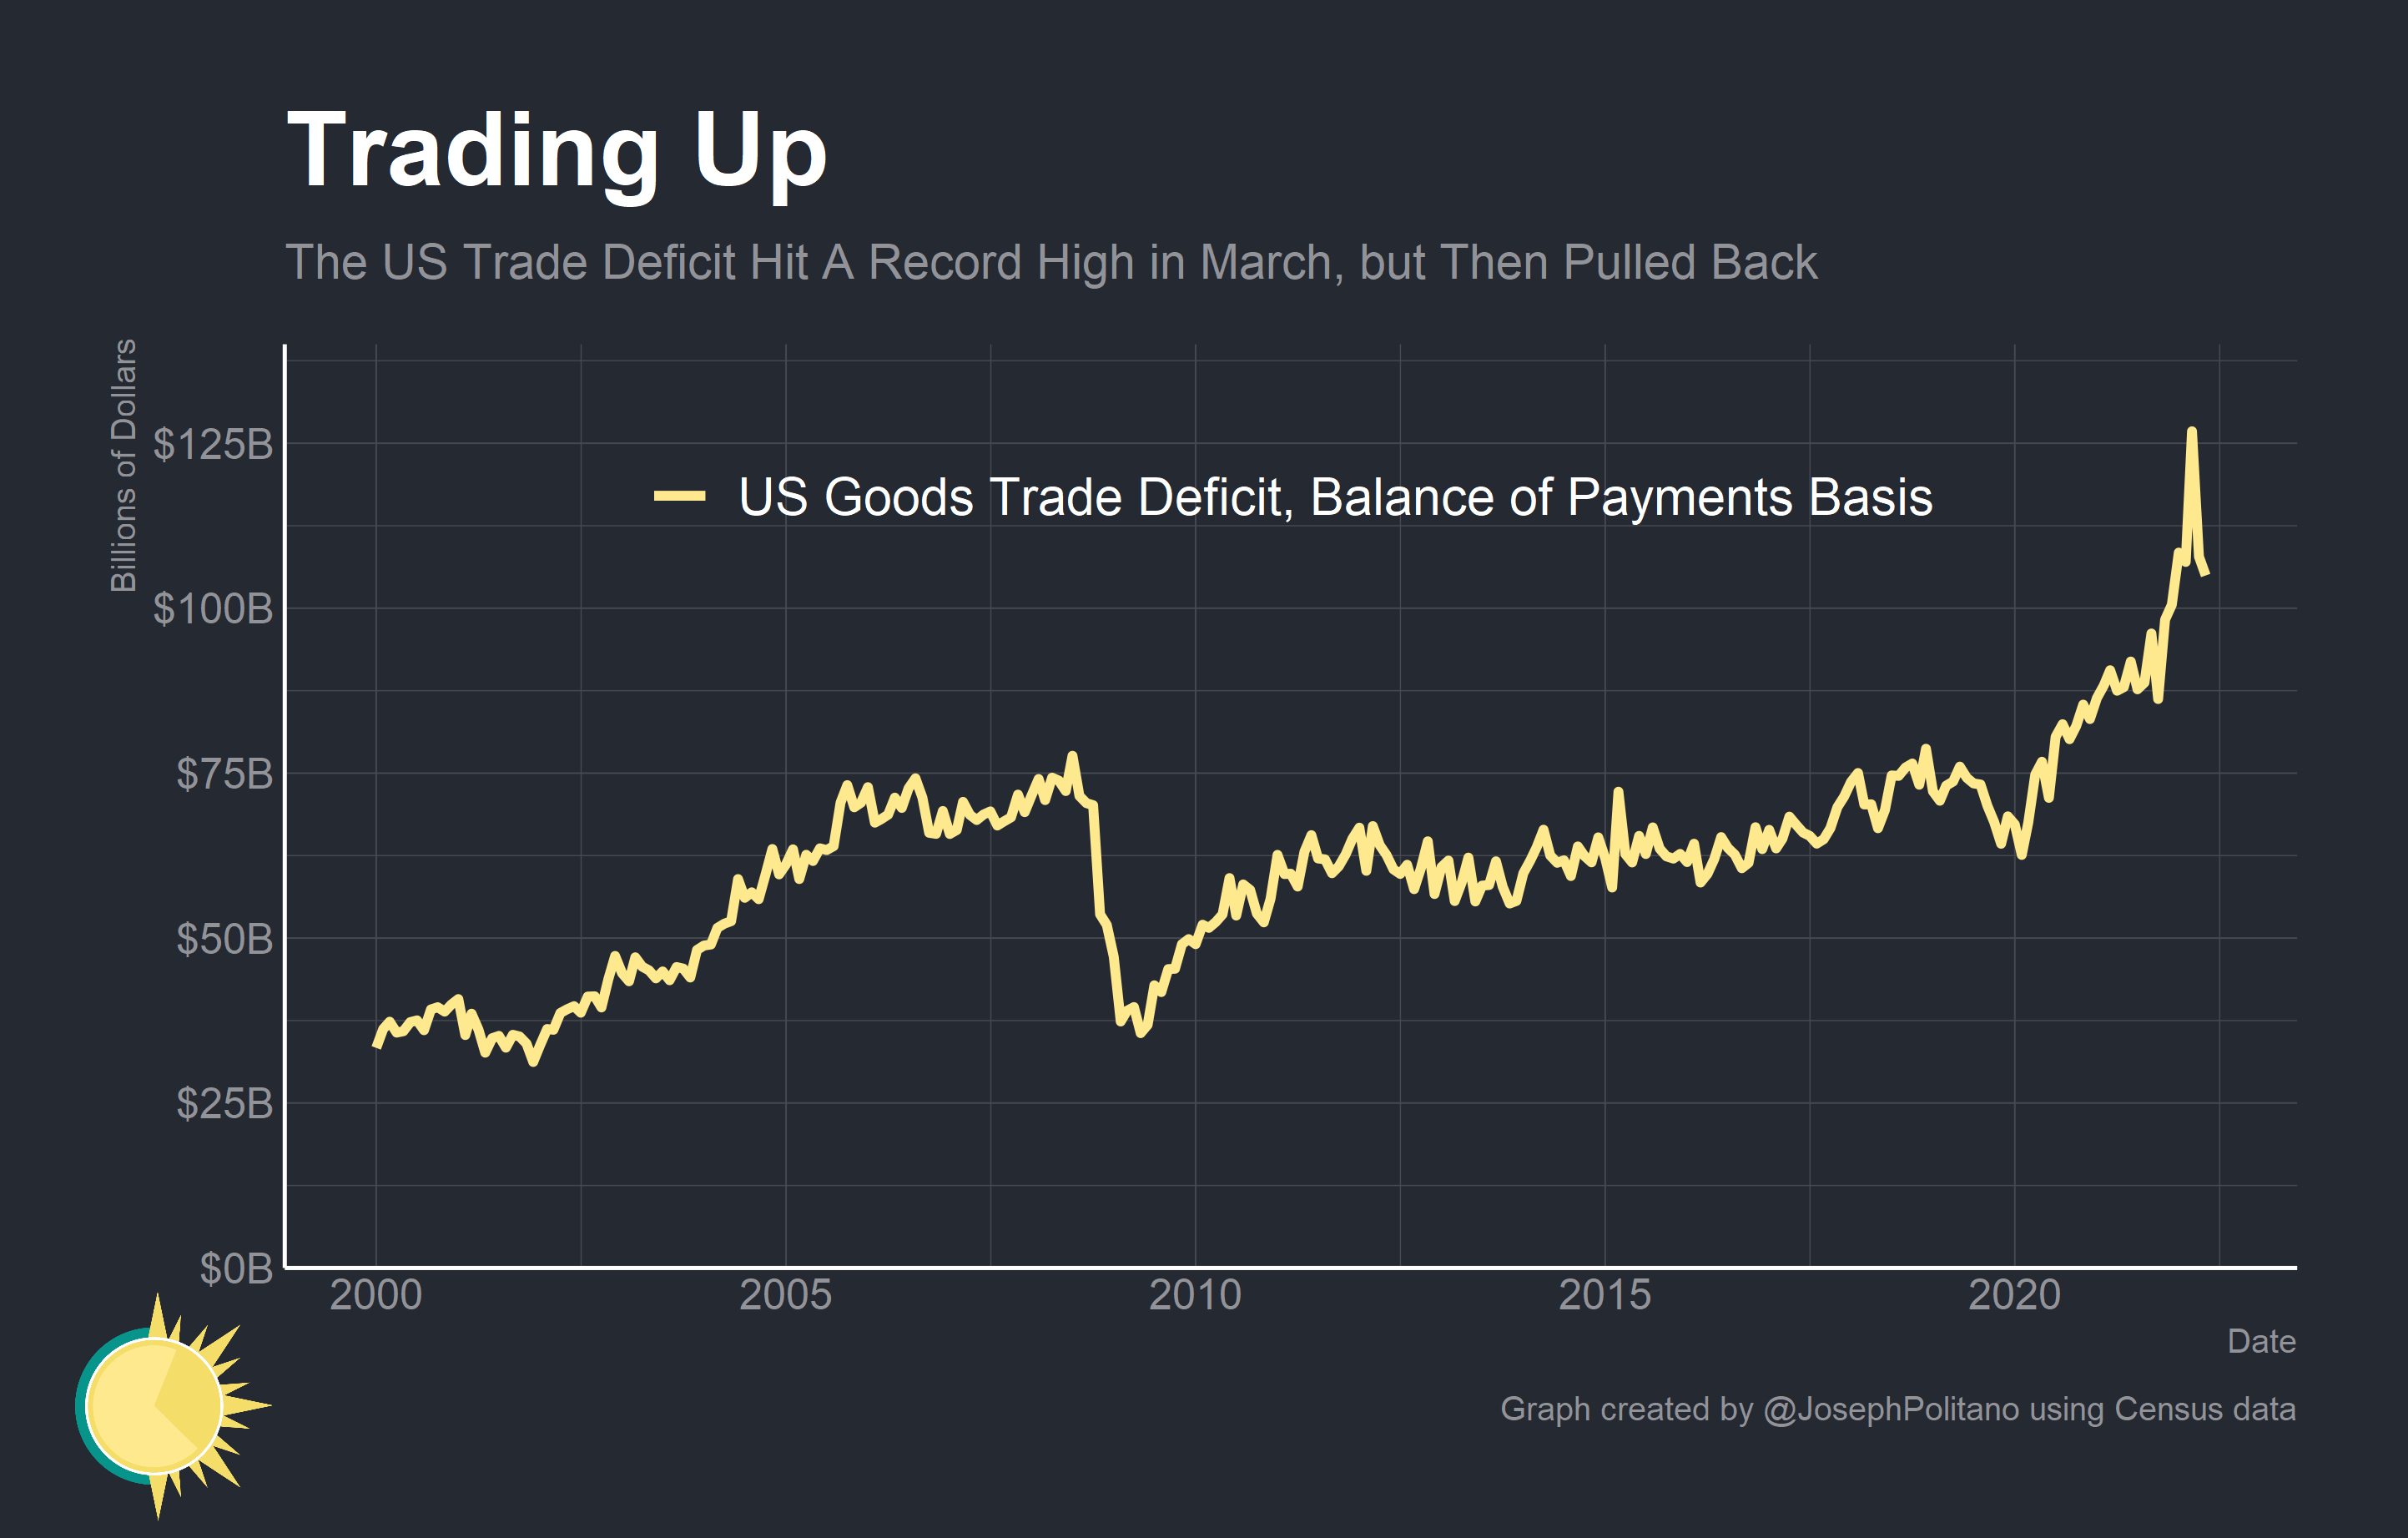 Trading Up
The US Trade Deficit Hit A Record High in March, but Then Pulled Back
Billions of Dollars
US Goods Trade Deficit, Balance of Payments Basis
$125B
$100B
$75B
$50B
$25B
$0B
2000
2005
2010
2015
2020
Date
Graph created by @JosephPolitano using Census data